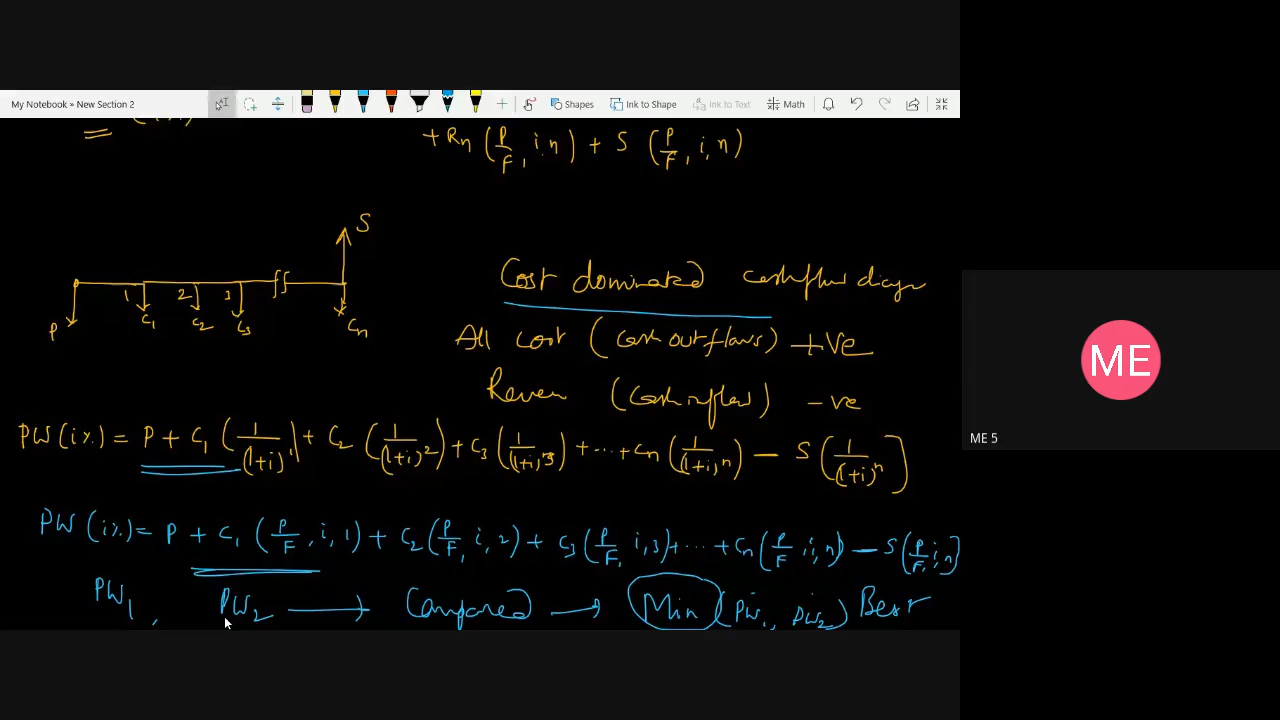 My Notebook » New Section 2
Shapes Ink to Shape Ink to Text Math
(i%)
+ Rn (P/F, i, n) + S (P/F, i, n)
S
1 2 3
P C1 C2 C3 Cn
Cost dominated cashflow
All cost (cash outflows) +ve
Reven (cash inflow) -ve
ME
ME 5
PW(i%) = P + C1 (1/(1+i)^1) + C2 (1/(1+i)^2) + C3 (1/(1+i)^3) + ... + Cn (1/(1+i)^n) - S (1/(1+i)^n)
PW (i%) = P + C1 (P/F, i, 1) + C2 (P/F, i, 2) + C3 (P/F, i, 3) + ... + Cn (P/F, i, n) - S (P/F, i, n)
PW1, PW2 → Compared → Min (PW1, PW2) Best